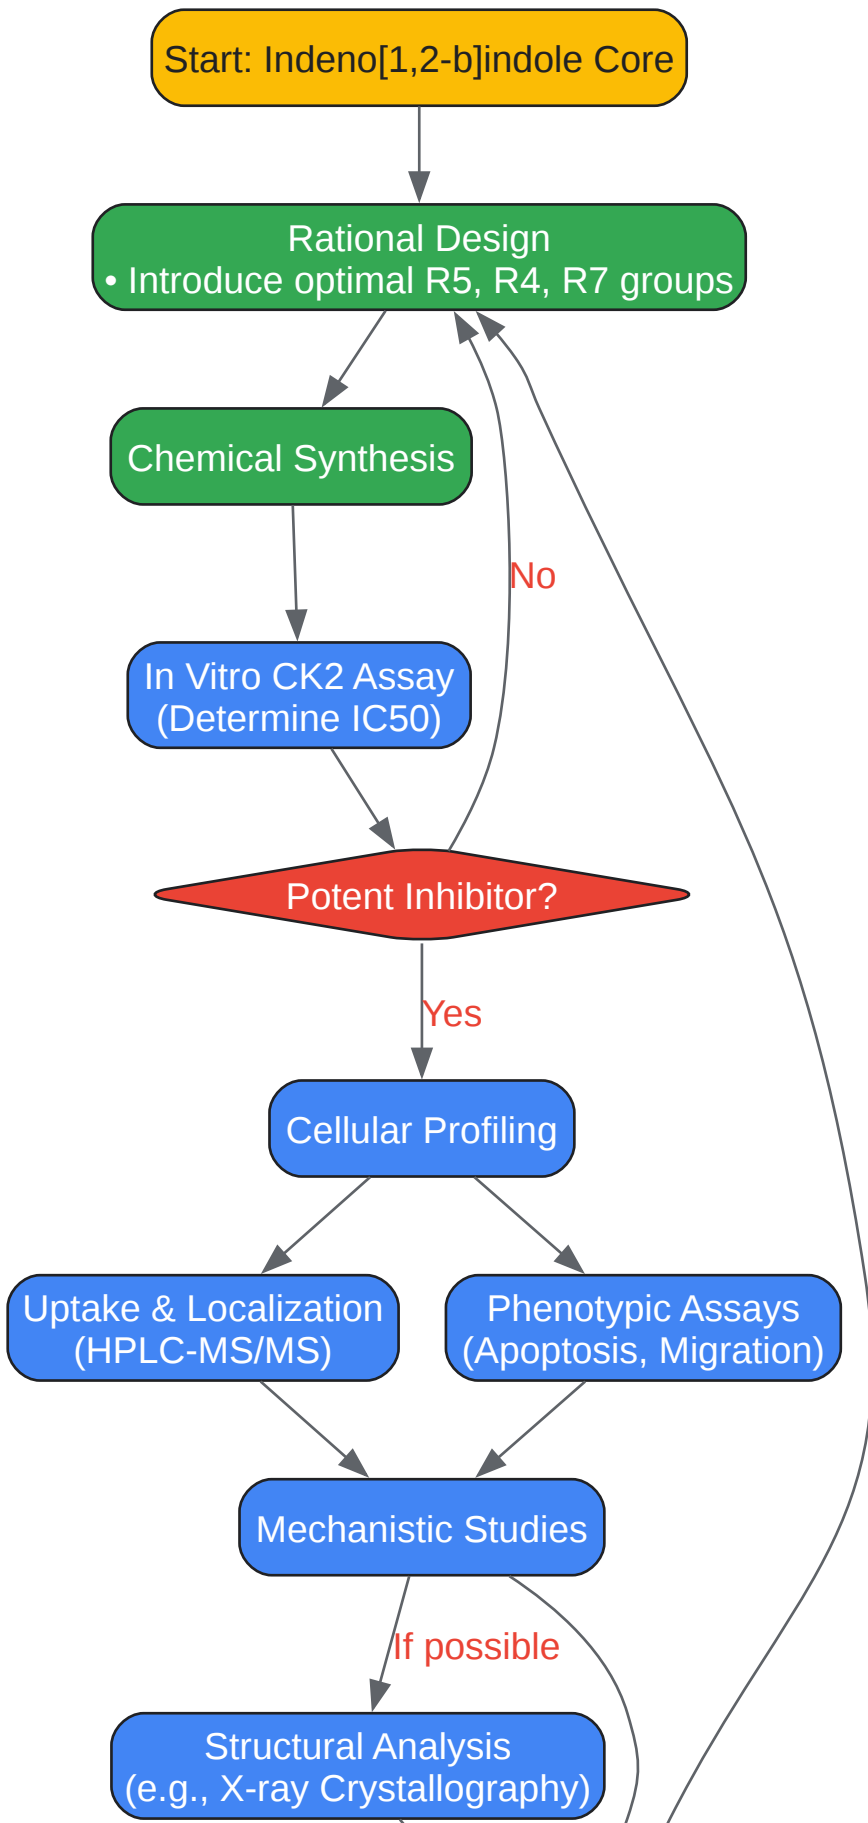 Start: Indeno[1,2-b]indole Core
Rational Design
• Introduce optimal R5, R4, R7 groups
Chemical Synthesis
No
In Vitro CK2 Assay
(Determine IC50)
Potent Inhibitor?
Yes
Cellular Profiling
Uptake & Localization
(HPLC-MS/MS)
Phenotypic Assays
(Apoptosis, Migration)
Mechanistic Studies
If possible
Structural Analysis
(e.g., X-ray Crystallography)